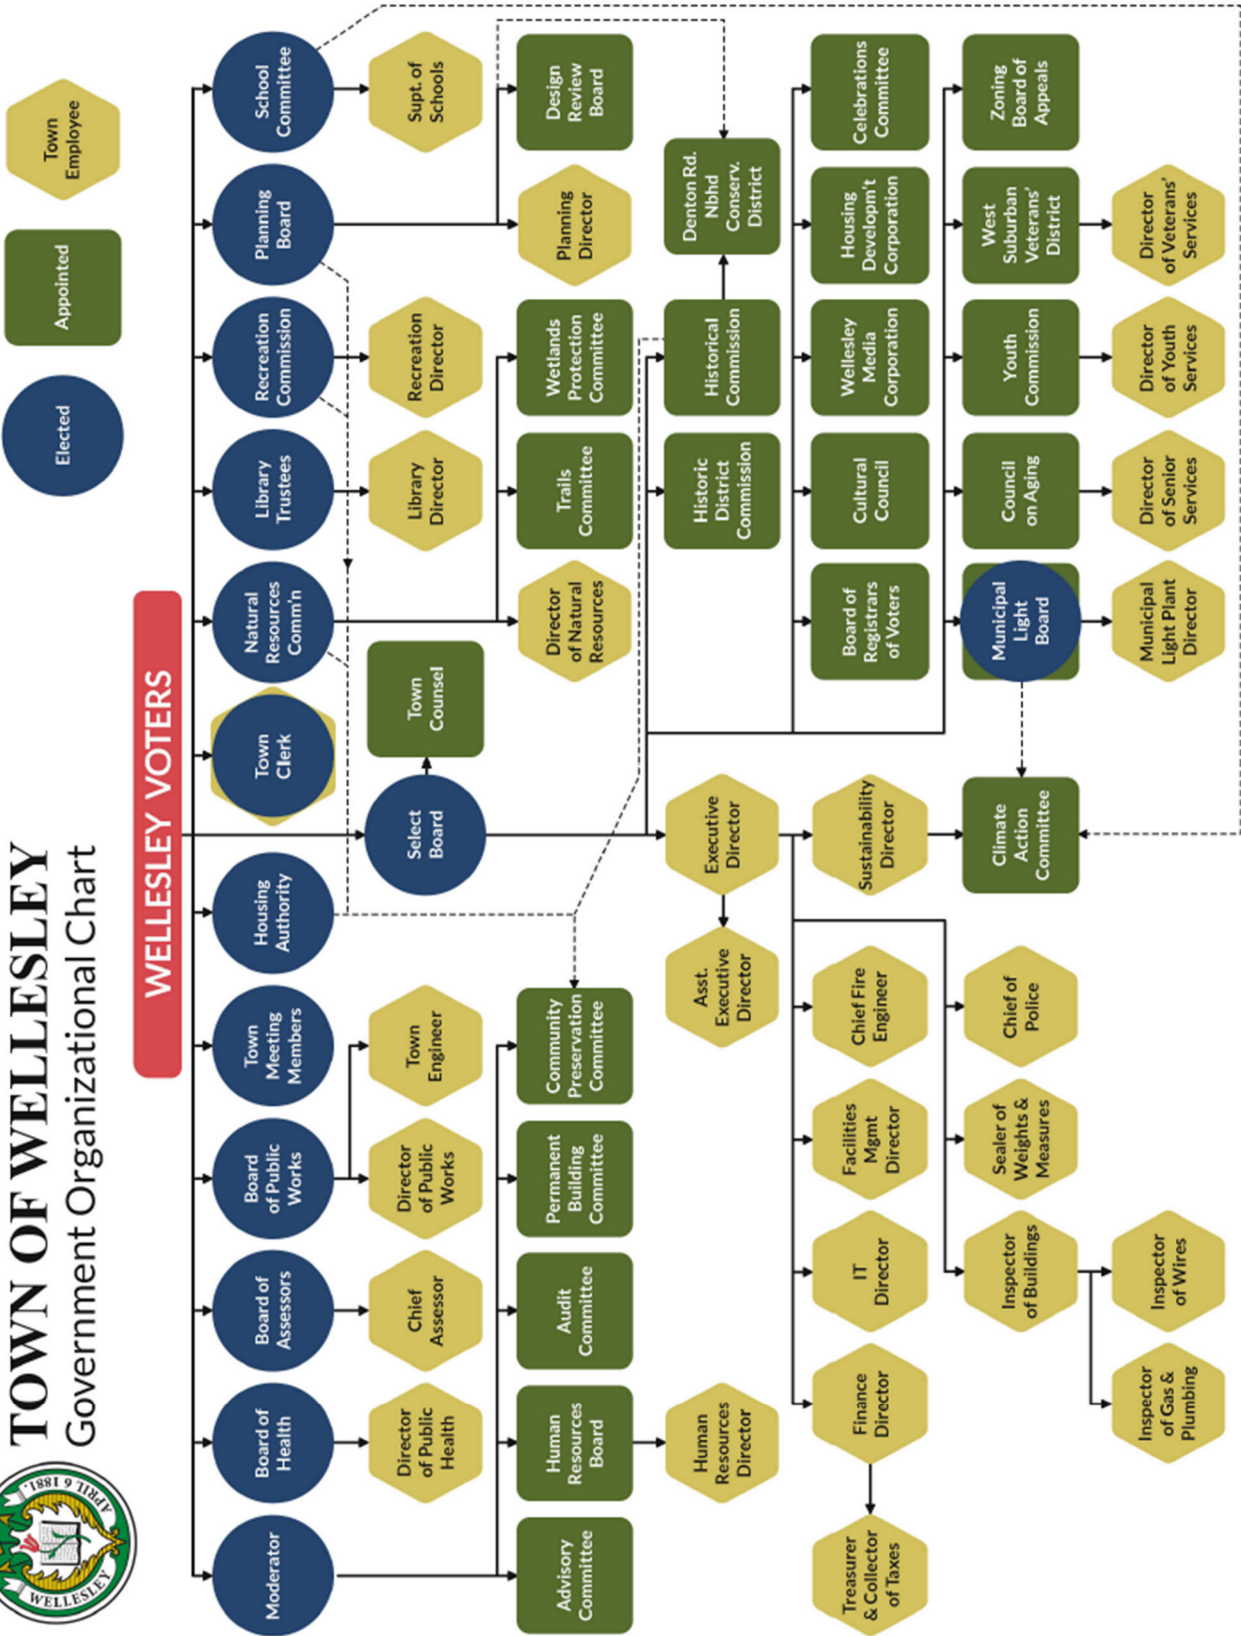 TOWN OF WELLESLEY
Government Organizational Chart
WELLESLEY
APRIL 6 1881.
Elected
Appointed
Town
Employee
WELLESLEY VOTERS
Moderator
Board of
Health
Board of
Assessors
Board
of Public
Works
Town
Meeting
Members
Housing
Authority
Town
Clerk
Natural
Resources
Comm'n
Library
Trustees
Recreation
Commission
Planning
Board
School
Committee
Director
of Public
Health
Chief
Assessor
Director
of Public
Works
Town
Engineer
Select
Board
Town
Counsel
Library
Director
Recreation
Director
Supt. of
Schools
Advisory
Committee
Human
Resources
Board
Audit
Committee
Permanent
Building
Committee
Community
Preservation
Committee
Director
of Natural
Resources
Trails
Committee
Wetlands
Protection
Committee
Planning
Director
Design
Review
Board
Human
Resources
Director
Asst.
Executive
Director
Executive
Director
Historic
District
Commission
Historical
Commission
Denton Rd.
Nbhd
Conserv.
District
Treasurer
& Collector
of Taxes
Finance
Director
IT
Director
Facilities
Mgmt
Director
Chief Fire
Engineer
Sustainability
Director
Board of
Registrars
of Voters
Cultural
Council
Wellesley
Media
Corporation
Housing
Developm't
Corporation
Celebrations
Committee
Inspector
of Buildings
Sealer of
Weights &
Measures
Chief of
Police
Climate
Action
Committee
Municipal
Light
Board
Council
on Aging
Youth
Commission
West
Suburban
Veterans'
District
Zoning
Board of
Appeals
Inspector
of Gas &
Plumbing
Inspector
of Wires
Municipal
Light Plant
Director
Director
of Senior
Services
Director
of Youth
Services
Director
of Veterans'
Services